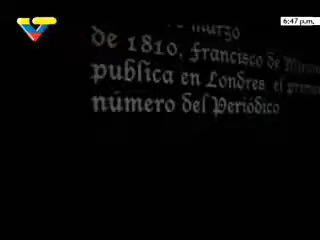 6:47 p.m.
marzo
de 1810, Francisco de
publica en Londres, el
número del Periódico